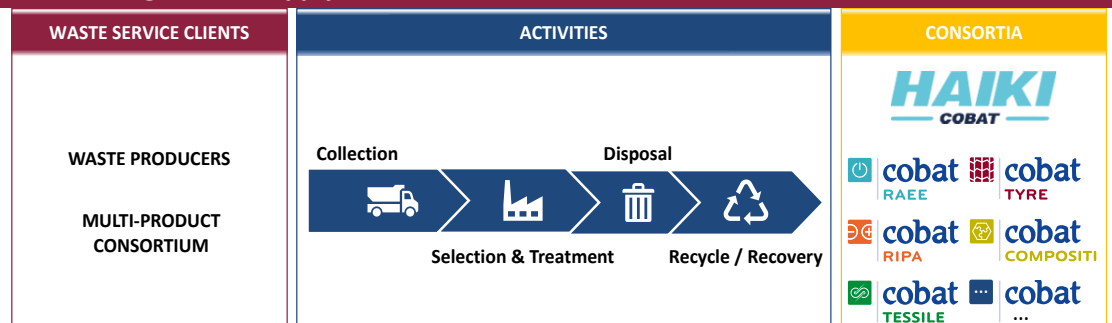 WASTE SERVICE CLIENTS
WASTE PRODUCERS
MULTI-PRODUCT
CONSORTIUM
ACTIVITIES
Collection
Disposal
Selection & Treatment
Recycle / Recovery
CONSORTIA
HAIKI
COBAT
cobat
RAEE
cobat
TYRE
cobat
RIPA
cobat
COMPOSITI
cobat
TESSILE
cobat
...